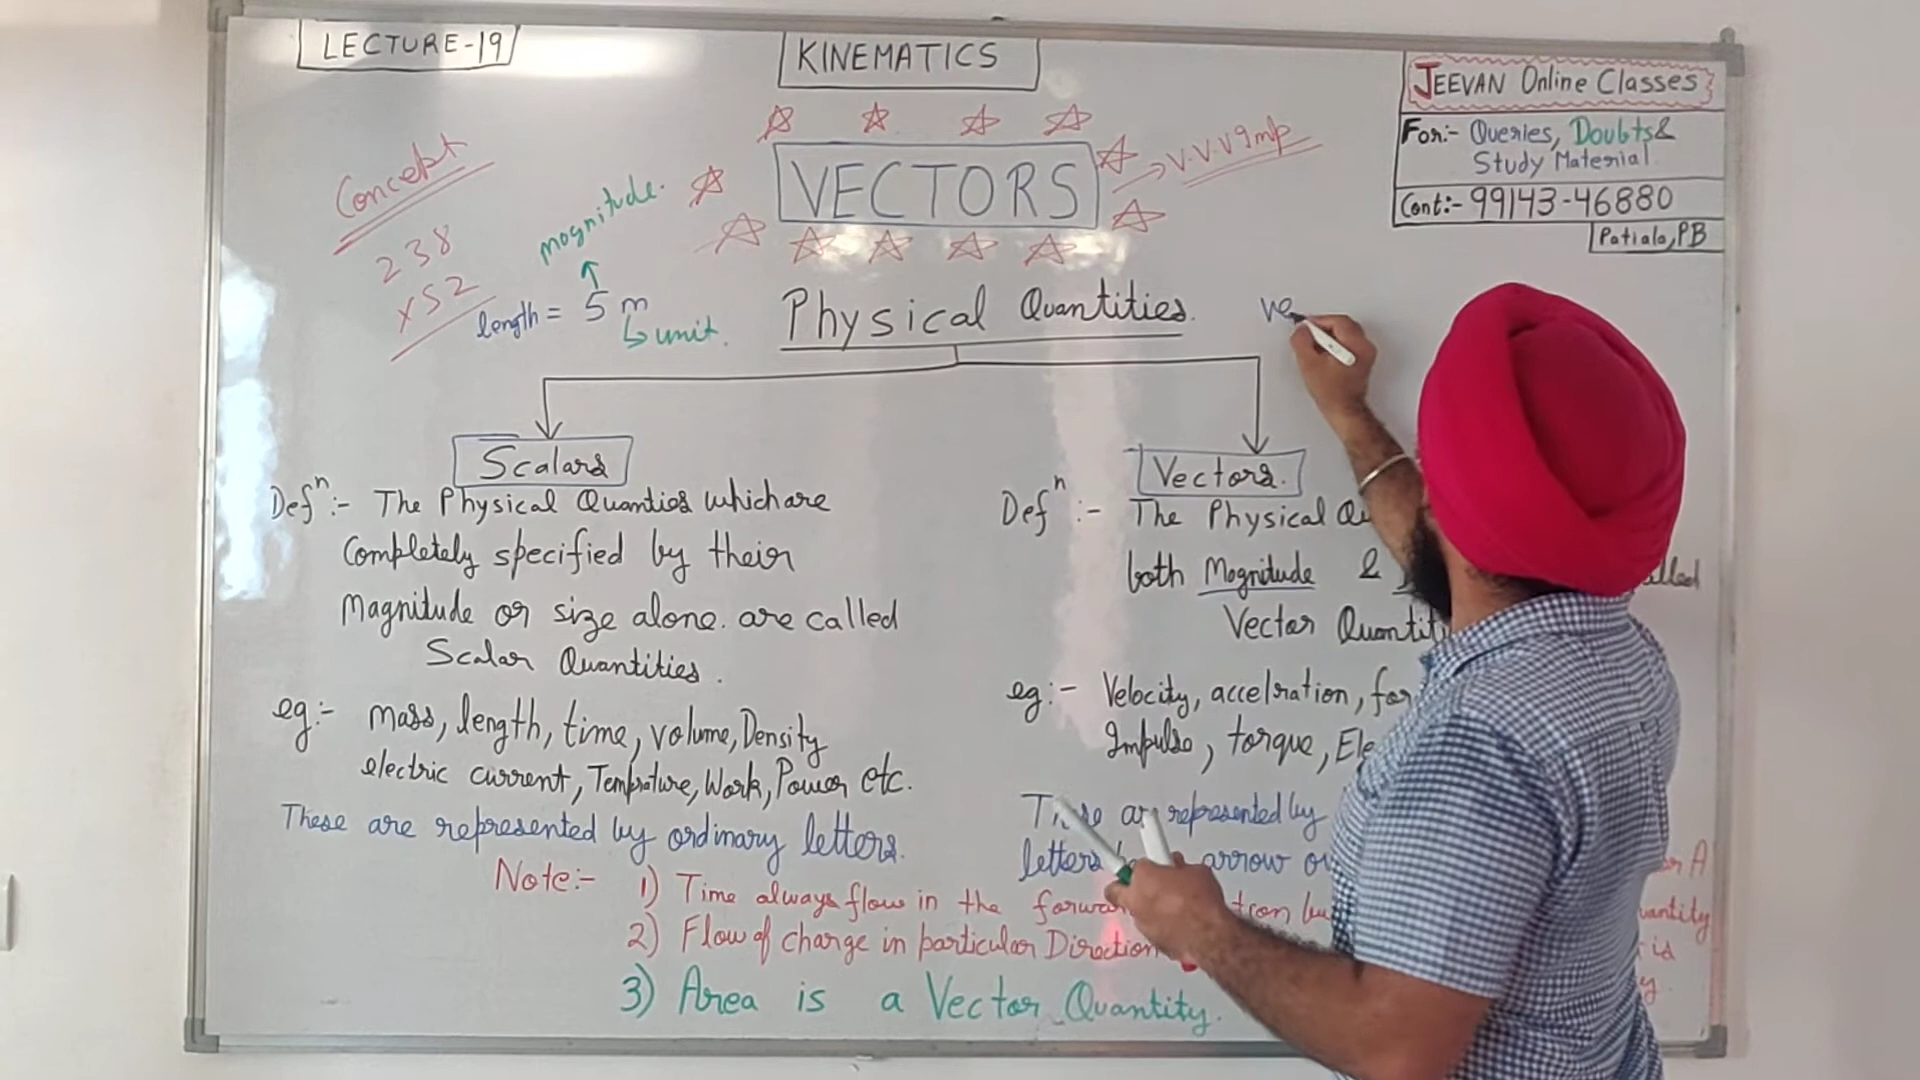 LECTURE-19
KINEMATICS
JEEVAN Online Classes
For:- Queries, Doubts &
Study Material
Cont:- 99143-46880
Patiala, PB
Concept
238
x52
magnitude.
length = 5 m
unit.
VECTORS
V.V.V Imp
Physical Quantities.
ve
Scalars
Defn :- The Physical Quanties which are
Completely specified by their
Magnitude or size alone. are called
Scalar Quantities.
eg:- mass, length, time, volume, Density
electric current, Temprature, Work, Power etc.
These are represented by ordinary letters.
Vectors.
Defn :- The Physical
both Magnitude &
Vector
eg:- Velocity, accelration,
Impulse, torque,
represented by
letters arrow
Note:- 1) Time always flow in the
2) Flow of charge in particular Direction
is
3) Area is a Vector Quantity.